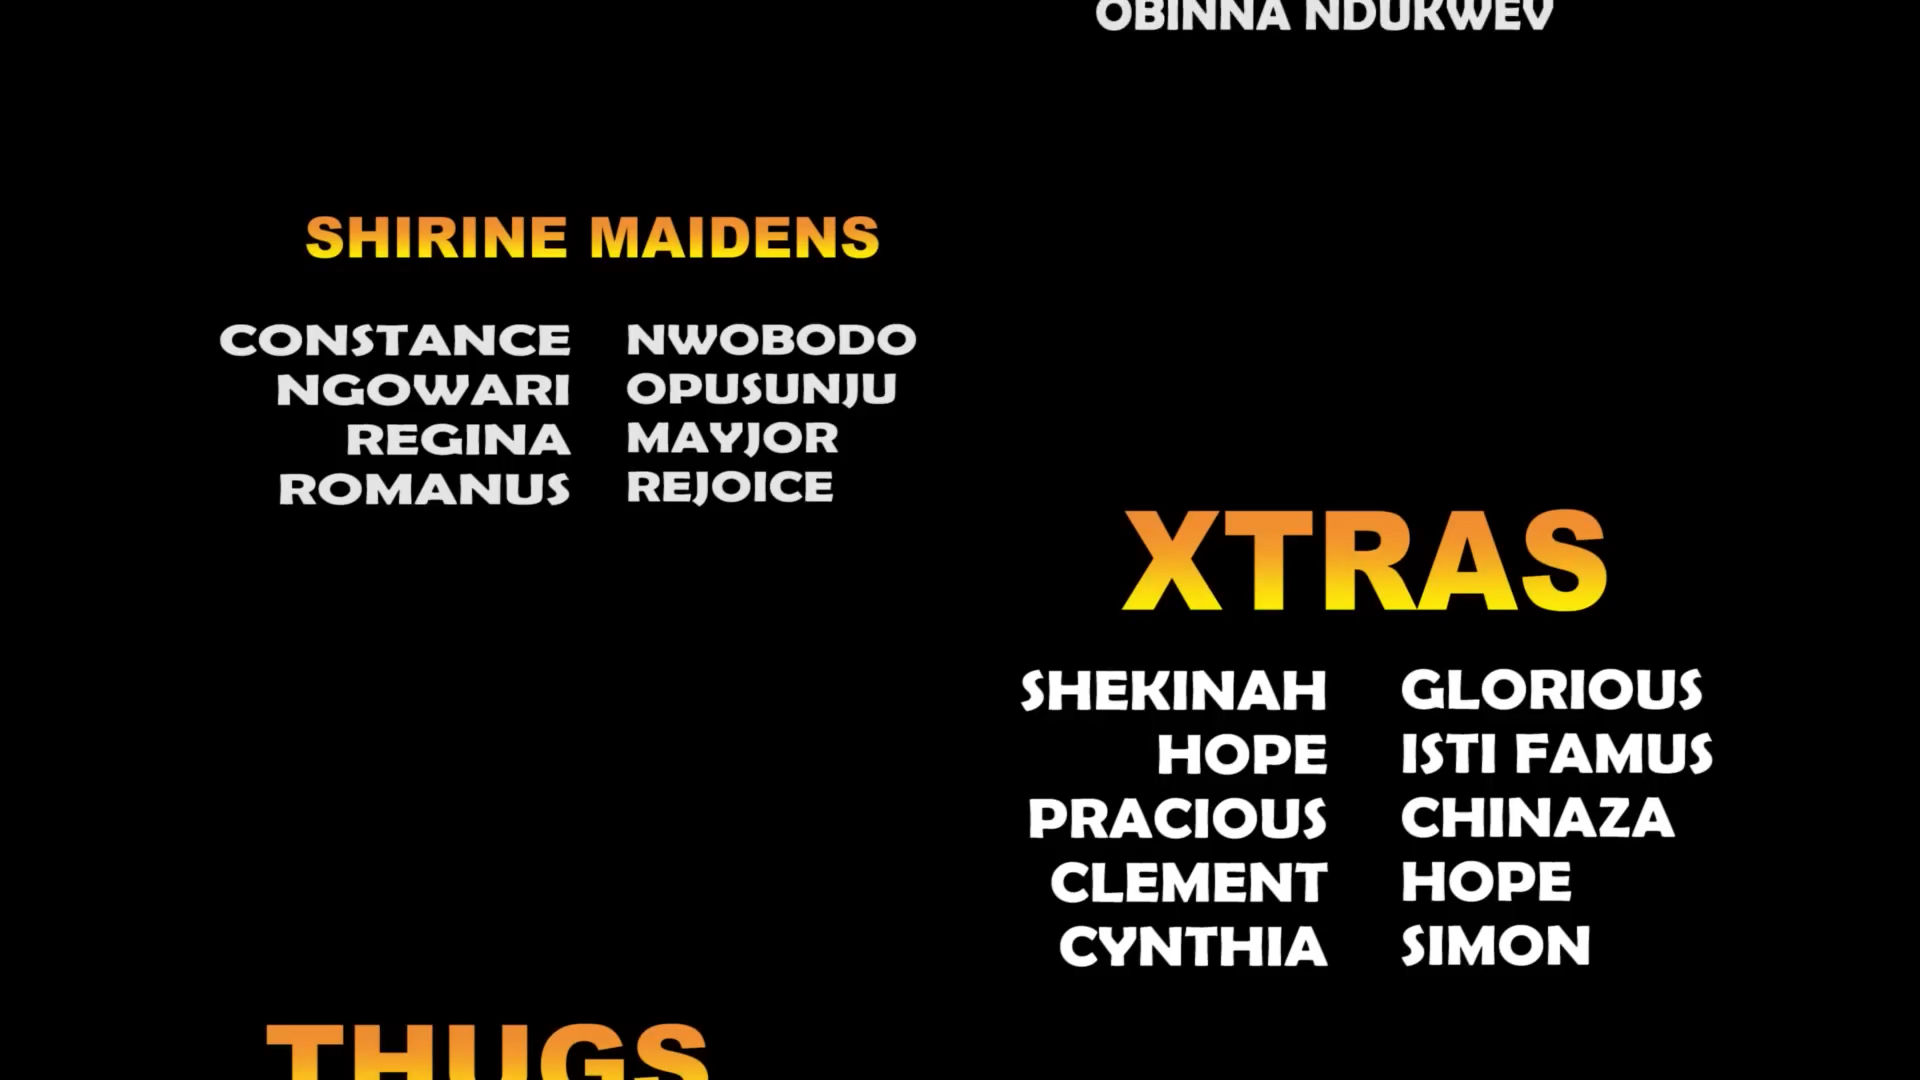 OBINNA NDUKWEV
SHIRINE MAIDENS
CONSTANCE NWOBODO
NGOWARI OPUSUNJU
REGINA MAYJOR
ROMANUS REJOICE
XTRAS
SHEKINAH GLORIOUS
HOPE ISTI FAMUS
PRACIOUS CHINAZA
CLEMENT HOPE
CYNTHIA SIMON
THUGS